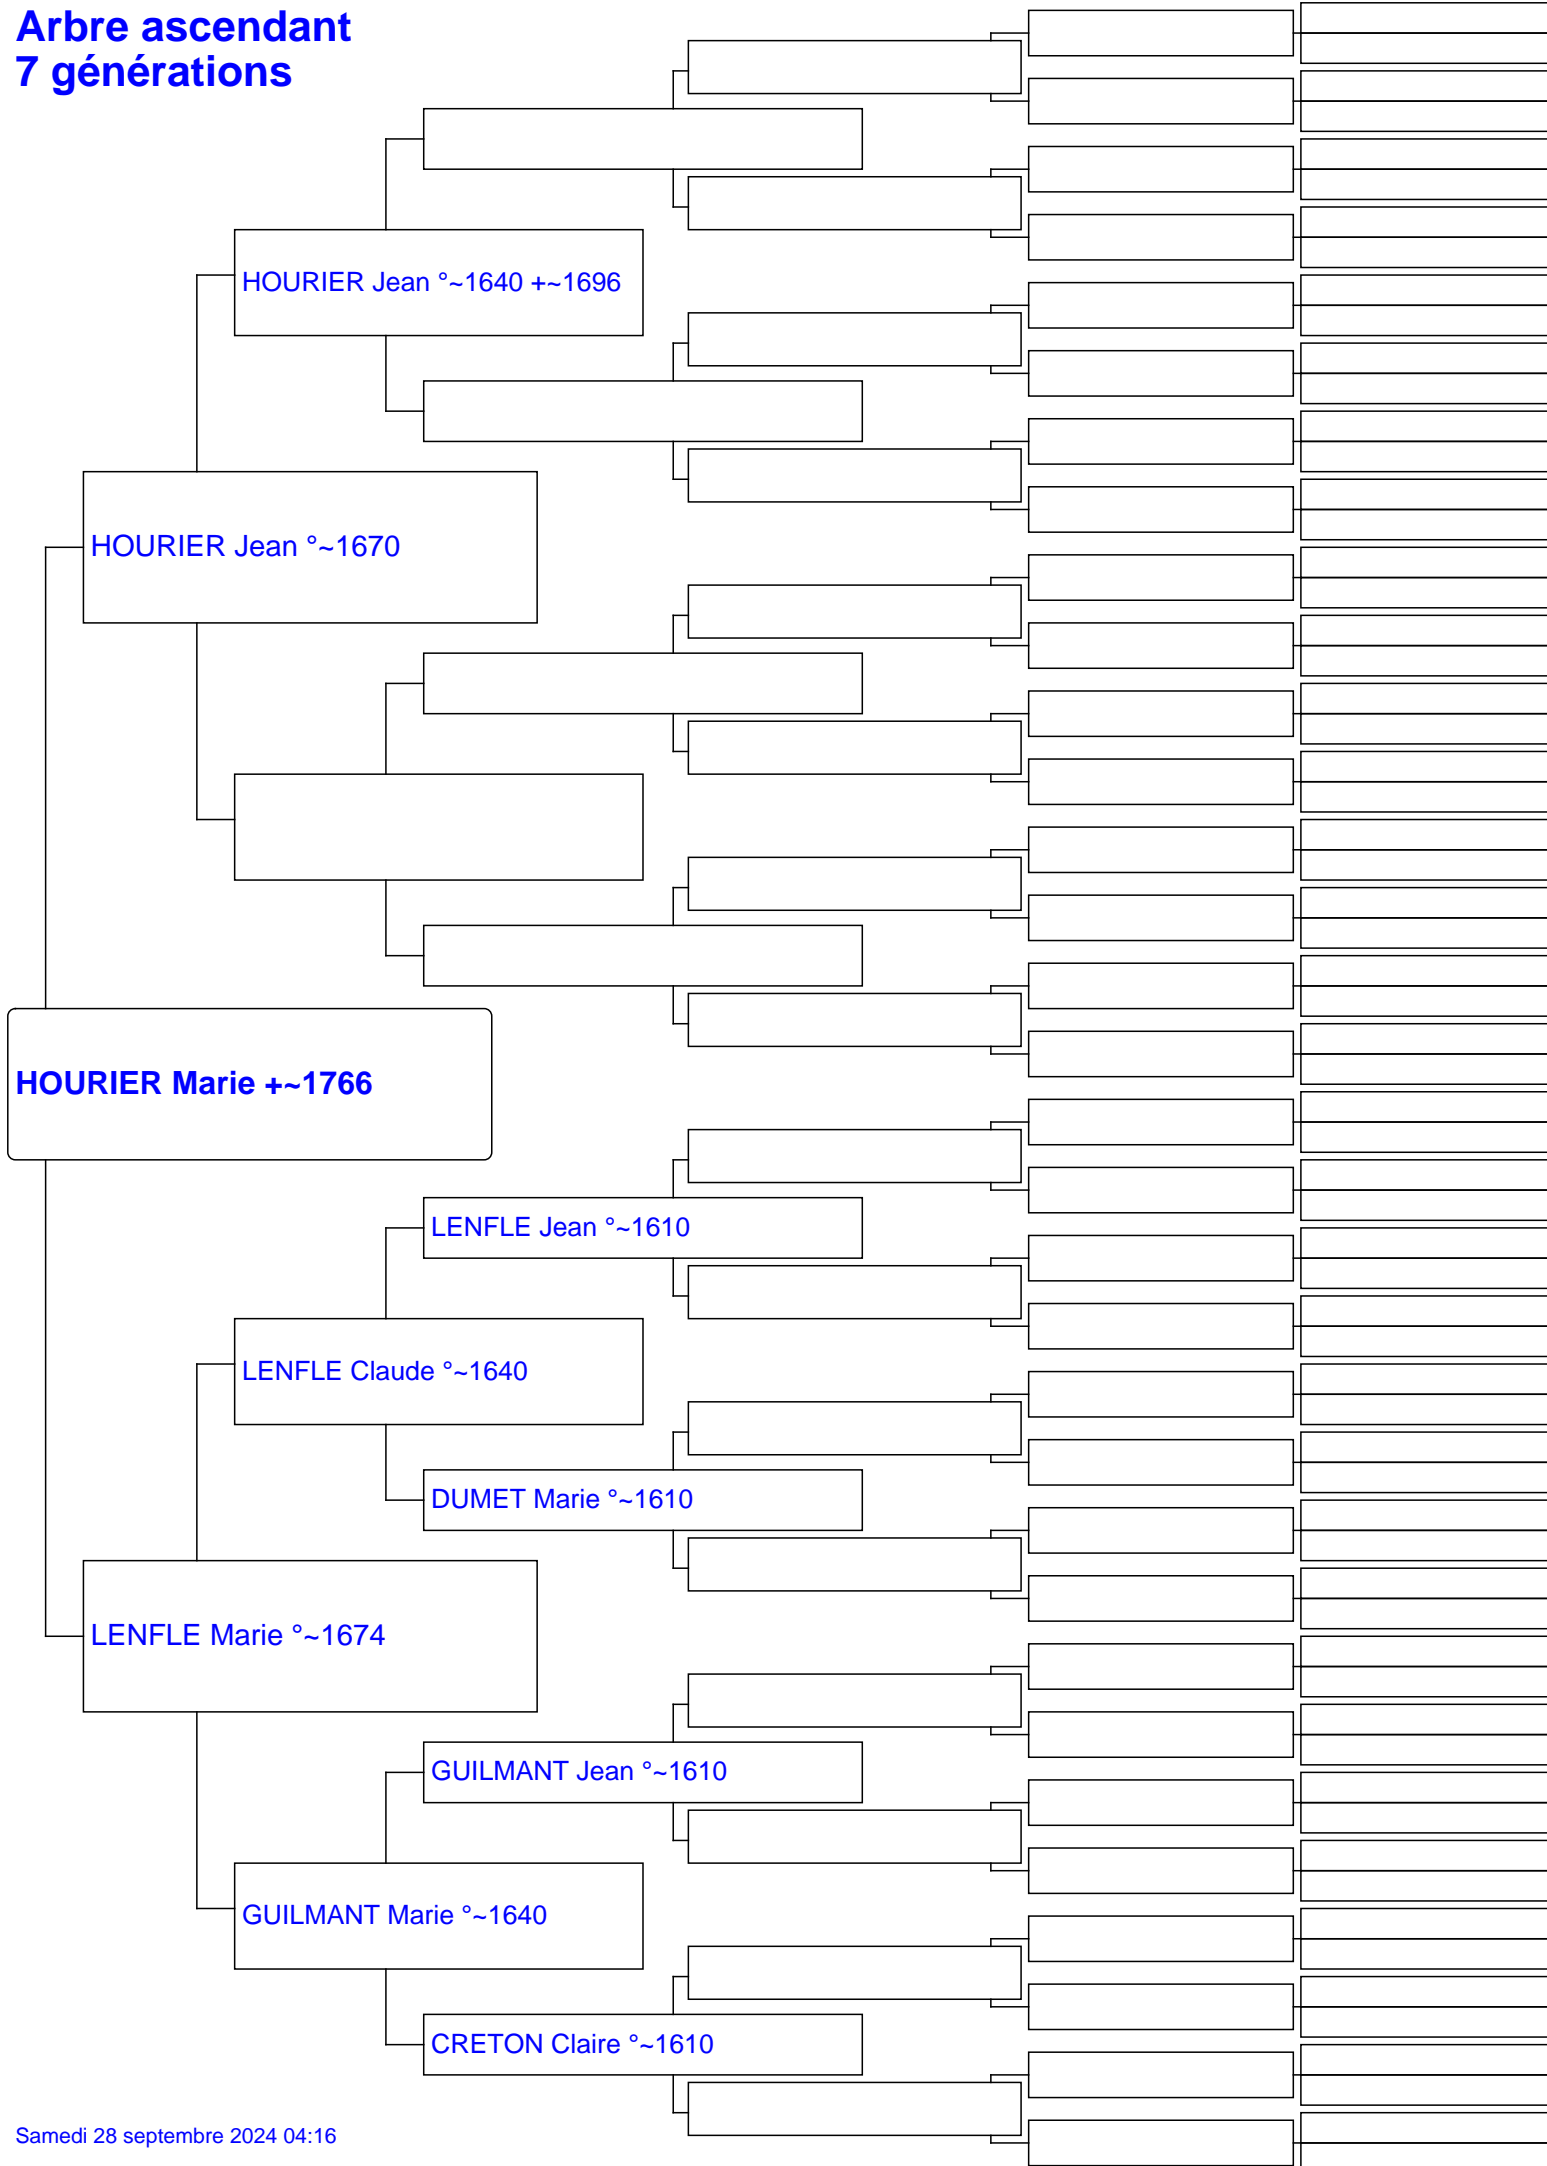 Arbre ascendant
7 générations
HOURIER Jean °~1640 +~1696
HOURIER Jean °~1670
HOURIER Marie +~1766
LENFLE Jean °~1610
LENFLE Claude °~1640
DUMET Marie °~1610
LENFLE Marie °~1674
GUILMANT Jean °~1610
GUILMANT Marie °~1640
CRETON Claire °~1610
Samedi 28 septembre 2024 04:16